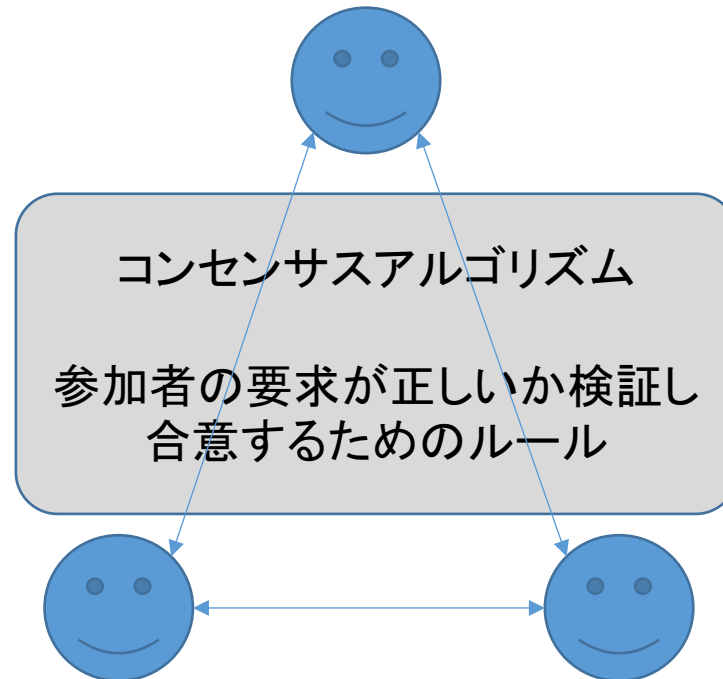 コンセンサスアルゴリズム
参加者の要求が正しいか検証し
合意するためのルール